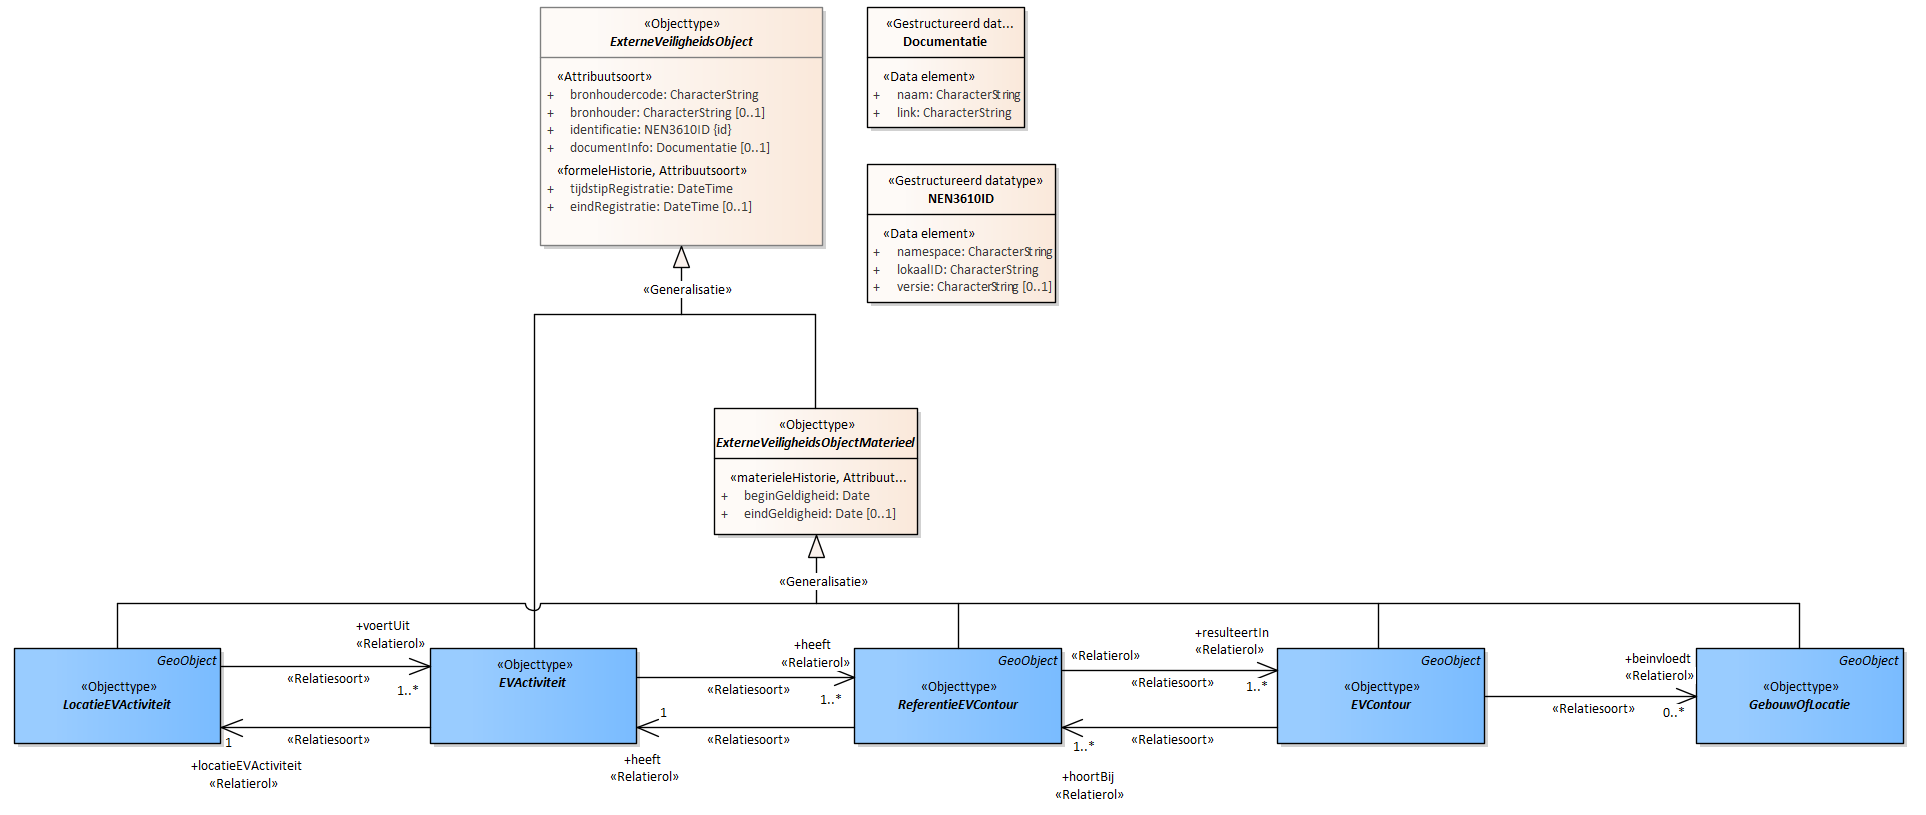 «Objecttype»
ExterneVeiligheidsObject
«Attribuutsoort»
+ bronhoudercode: CharacterString
+ bronhouder: CharacterString [0..1]
+ identificatie: NEN3610ID {id}
+ documentInfo: Documentatie [0..1]
«formeleHistorie, Attribuutsoort»
+ tijdstipRegistratie: DateTime
+ eindRegistratie: DateTime [0..1]
«Gestructureerd dat...
Documentatie
«Data element»
+ naam: CharacterString
+ link: CharacterString
«Gestructureerd datatype»
NEN3610ID
«Data element»
+ namespace: CharacterString
+ lokaalID: CharacterString
+ versie: CharacterString [0..1]
«Generalisatie»
«Objecttype»
ExterneVeiligheidsObjectMaterieel
«materieleHistorie, Attribuut...
+ beginGeldigheid: Date
+ eindGeldigheid: Date [0..1]
«Generalisatie»
GeoObject
«Objecttype»
LocatieEVActiviteit
+voertUit
«Relatierol»
«Relatiesoort»
1..*
«Relatiesoort»
1
+locatieEVActiviteit
«Relatierol»
«Objecttype»
EVActiviteit
+heeft
«Relatierol»
«Relatiesoort»
1..*
1
«Relatiesoort»
+heeft
«Relatierol»
GeoObject
«Objecttype»
ReferentieEVContour
+resulteertIn
«Relatierol»
«Relatierol»
«Relatiesoort»
1..*
«Relatiesoort»
1..*
+hoortBij
«Relatierol»
GeoObject
«Objecttype»
EVContour
+beinvloedt
«Relatierol»
«Relatiesoort»
0..*
GeoObject
«Objecttype»
GebouwOfLocatie